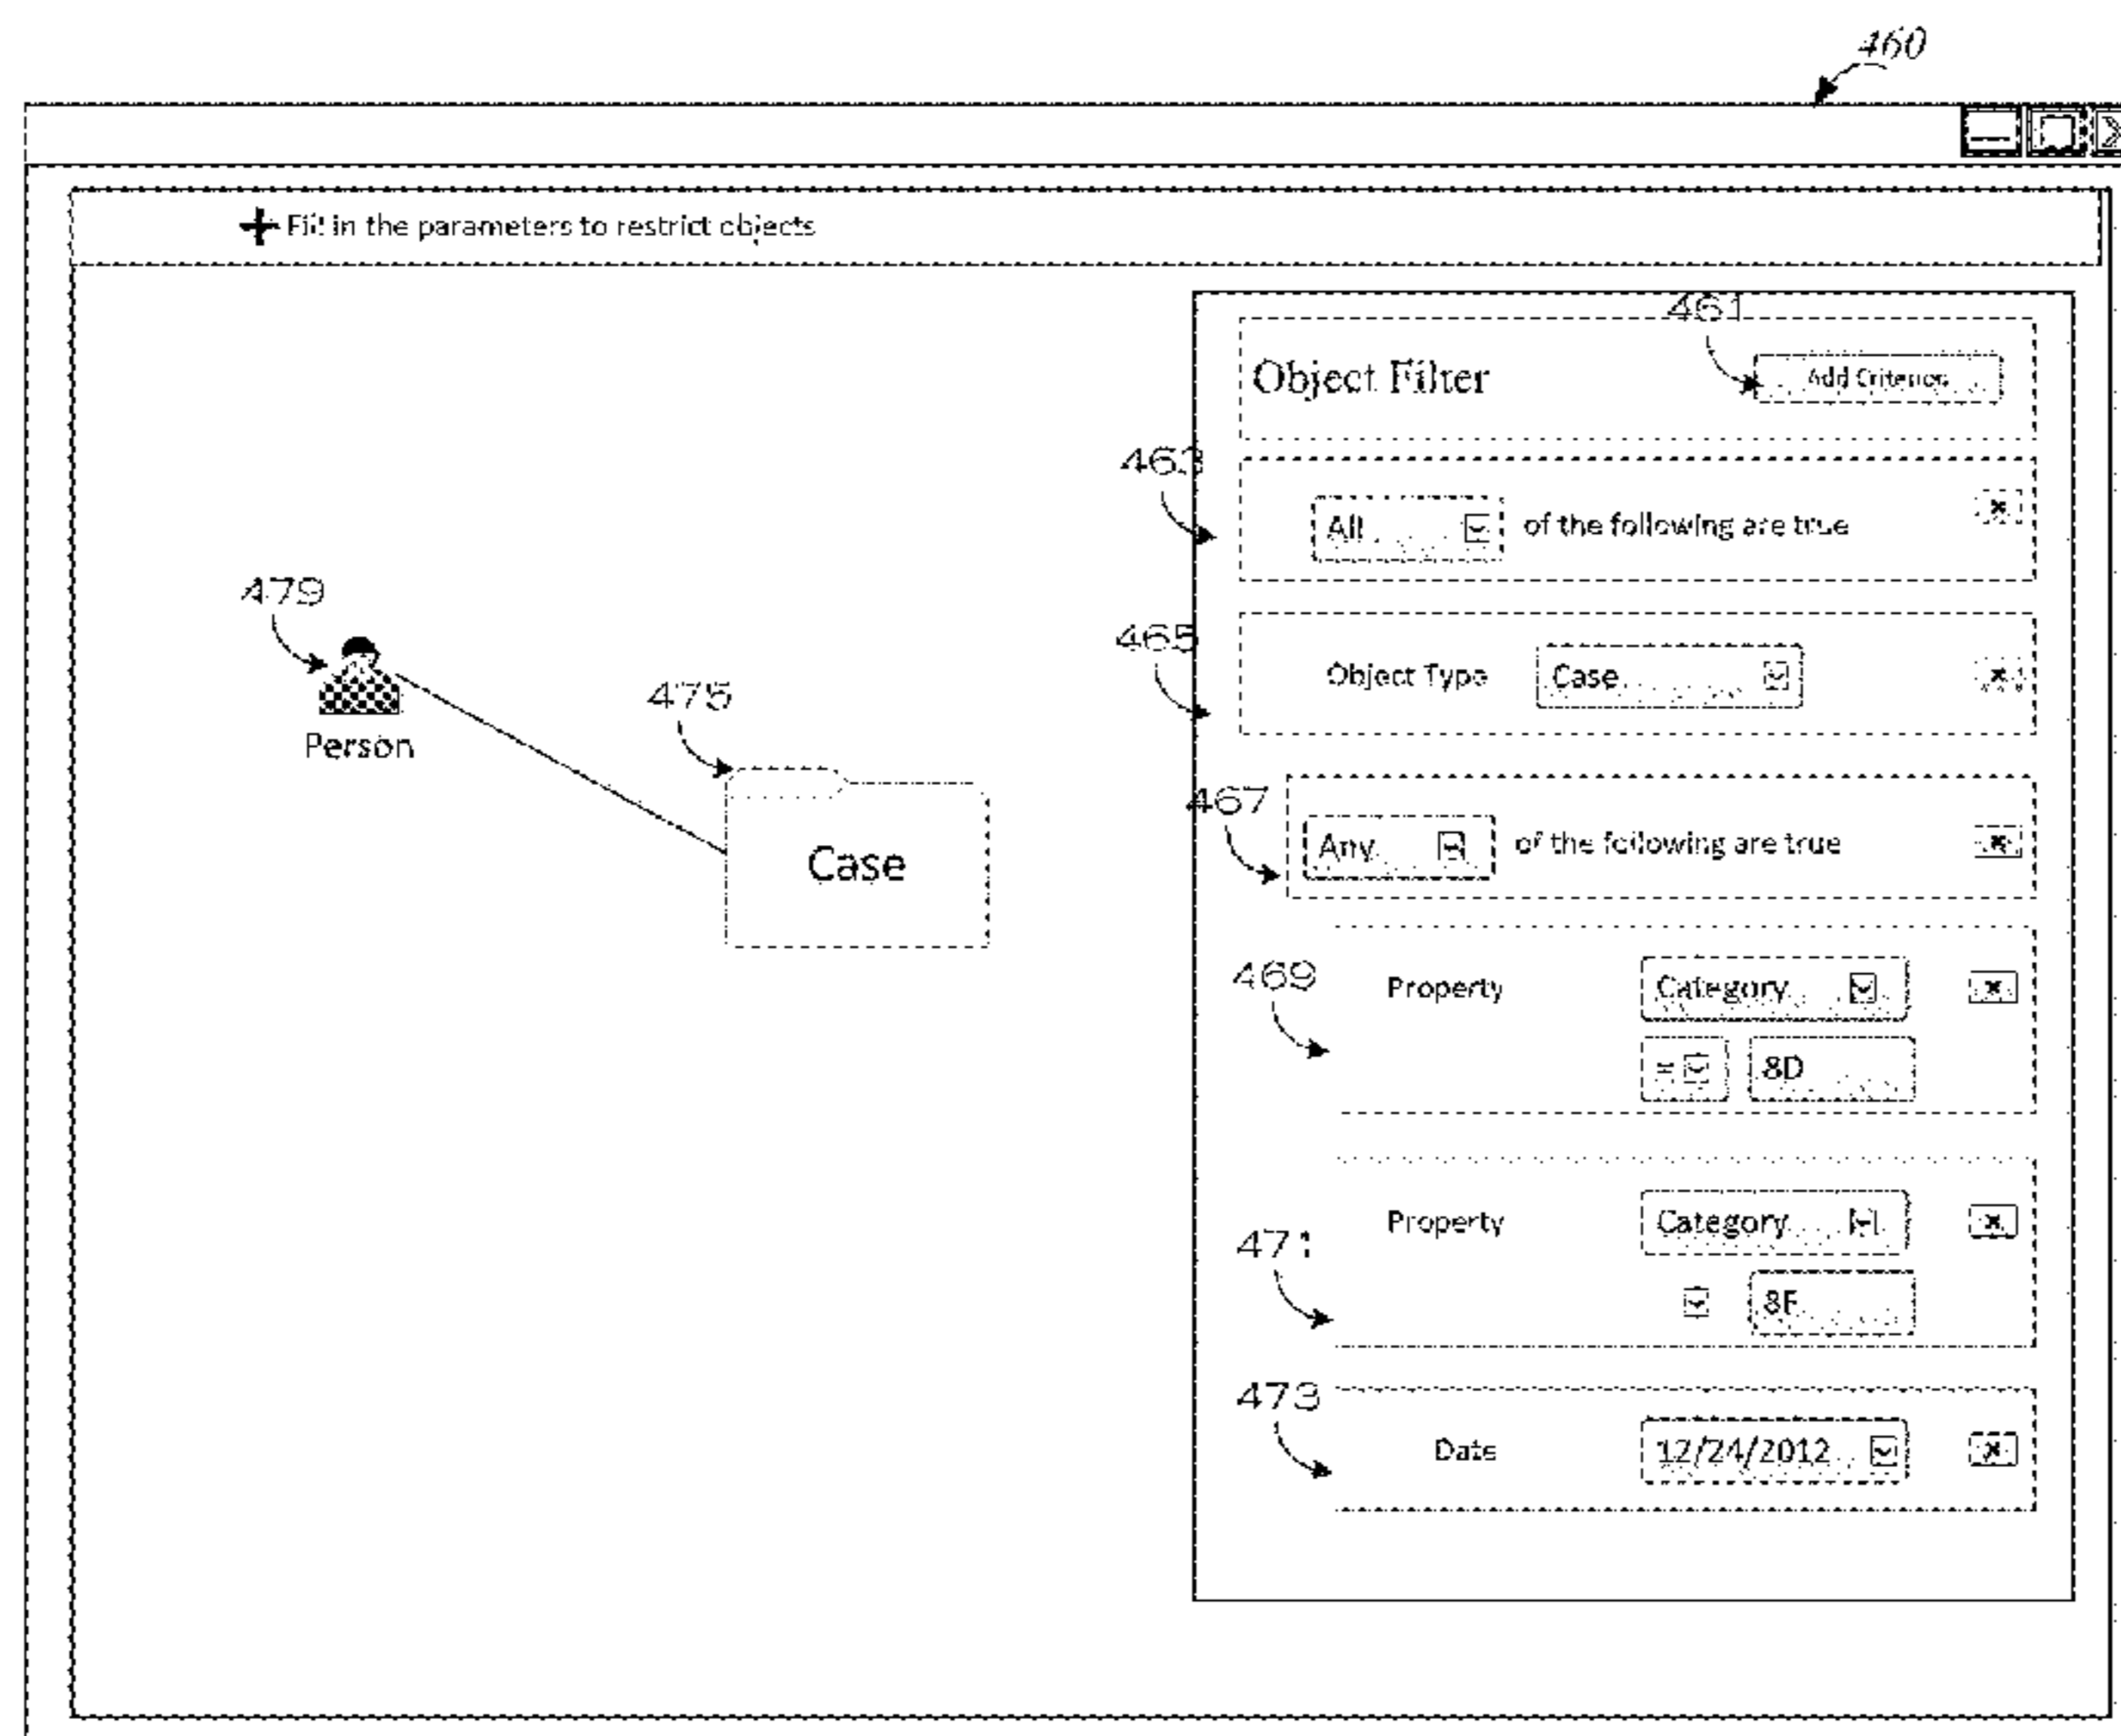 460
Fill in the parameters to restrict objects
461
Object Filter Add Criterion
463
All of the following are true
479
465
Object Type Case
475
Person
467
Any of the following are true
Case
469
Property Category
= 8D
Property Category
471
8F
473
Date 12/24/2012